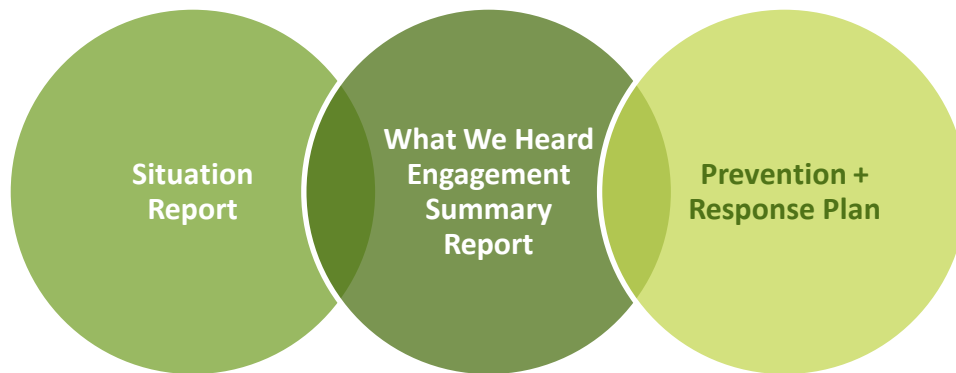 Situation
Report
What We Heard
Engagement
Summary
Report
Prevention +
Response Plan